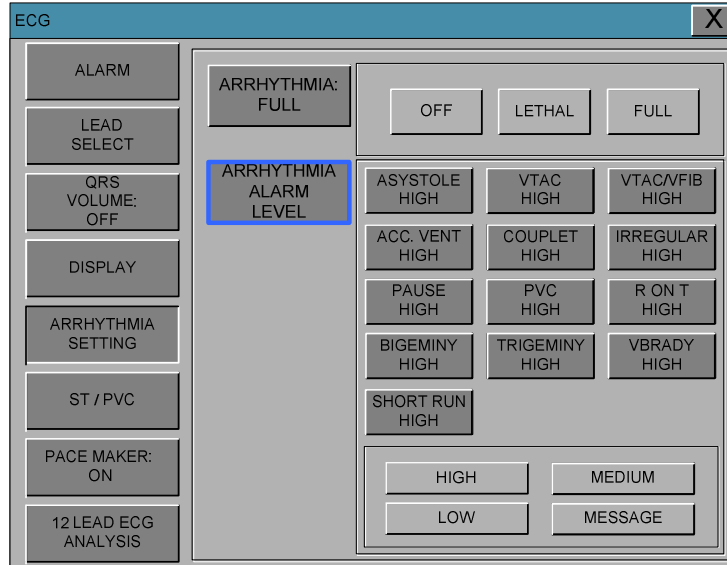 ECG
X
ALARM
LEAD
SELECT
QRS
VOLUME:
OFF
DISPLAY
ARRHYTHMIA
SETTING
ST / PVC
PACE MAKER:
ON
12 LEAD ECG
ANALYSIS
ARRHYTHMIA:
FULL
OFF
LETHAL
FULL
ARRHYTHMIA
ALARM
LEVEL
ASYSTOLE
HIGH
VTAC
HIGH
VTAC/VFIB
HIGH
ACC. VENT
HIGH
COUPLET
HIGH
IRREGULAR
HIGH
PAUSE
HIGH
PVC
HIGH
R ON T
HIGH
BIGEMINY
HIGH
TRIGEMINY
HIGH
VBRADY
HIGH
SHORT RUN
HIGH
HIGH
MEDIUM
LOW
MESSAGE